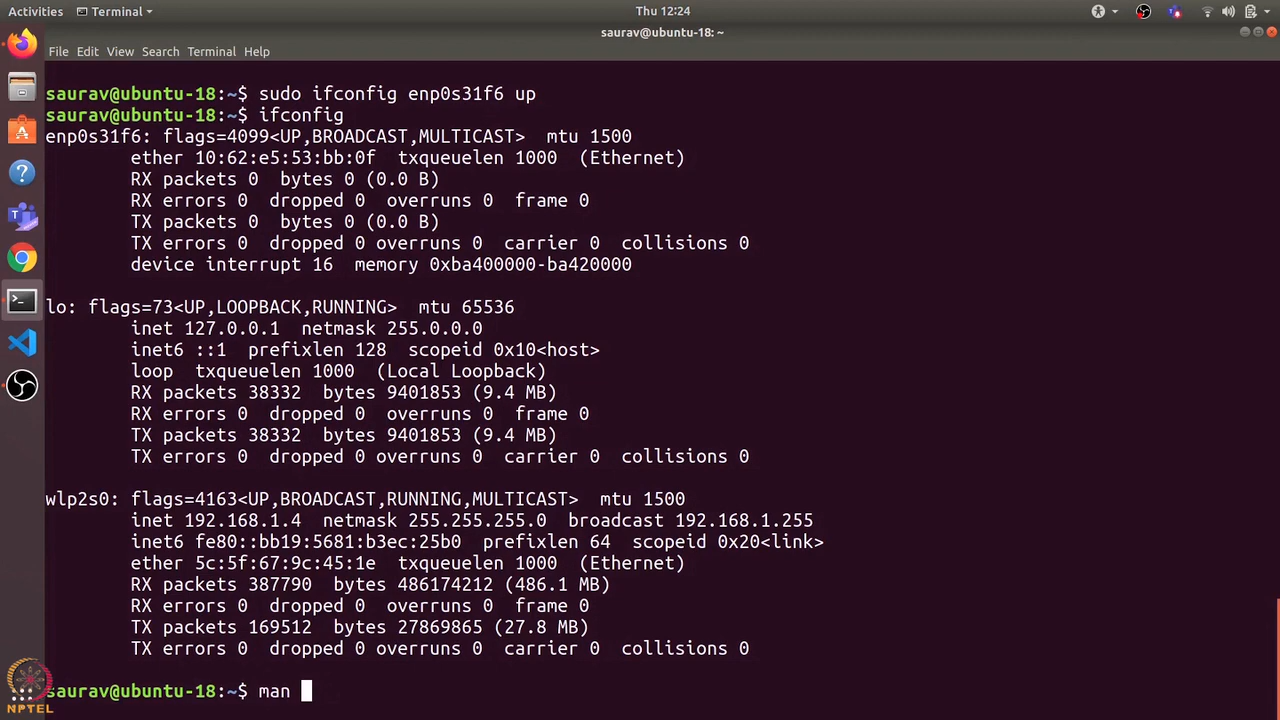 Activities Terminal Thu 12:24
saurav@ubuntu-18: ~
File Edit View Search Terminal Help
saurav@ubuntu-18:~$ sudo ifconfig enp0s31f6 up
saurav@ubuntu-18:~$ ifconfig
enp0s31f6: flags=4099<UP,BROADCAST,MULTICAST>  mtu 1500
        ether 10:62:e5:53:bb:0f  txqueuelen 1000  (Ethernet)
        RX packets 0  bytes 0 (0.0 B)
        RX errors 0  dropped 0  overruns 0  frame 0
        TX packets 0  bytes 0 (0.0 B)
        TX errors 0  dropped 0 overruns 0  carrier 0  collisions 0
        device interrupt 16  memory 0xba400000-ba420000
lo: flags=73<UP,LOOPBACK,RUNNING>  mtu 65536
        inet 127.0.0.1  netmask 255.0.0.0
        inet6 ::1  prefixlen 128  scopeid 0x10<host>
        loop  txqueuelen 1000  (Local Loopback)
        RX packets 38332  bytes 9401853 (9.4 MB)
        RX errors 0  dropped 0  overruns 0  frame 0
        TX packets 38332  bytes 9401853 (9.4 MB)
        TX errors 0  dropped 0 overruns 0  carrier 0  collisions 0
wlp2s0: flags=4163<UP,BROADCAST,RUNNING,MULTICAST>  mtu 1500
        inet 192.168.1.4  netmask 255.255.255.0  broadcast 192.168.1.255
        inet6 fe80::bb19:5681:b3ec:25b0  prefixlen 64  scopeid 0x20<link>
        ether 5c:5f:67:9c:45:1e  txqueuelen 1000  (Ethernet)
        RX packets 387790  bytes 486174212 (486.1 MB)
        RX errors 0  dropped 0  overruns 0  frame 0
        TX packets 169512  bytes 27869865 (27.8 MB)
        TX errors 0  dropped 0 overruns 0  carrier 0  collisions 0
saurav@ubuntu-18:~$ man
NPTEL